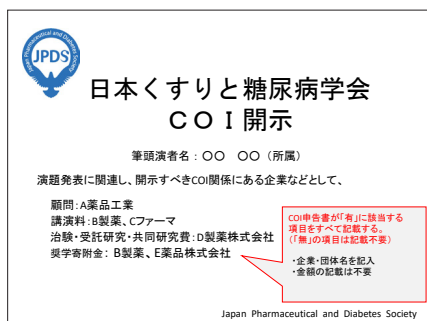 Japan Pharmaceutical and Diabetes Society
JPDS
日本くすりと糖尿病学会
ＣＯＩ開示
筆頭演者名：〇〇　〇〇（所属）
演題発表に関連し、開示すべきCOI関係にある企業などとして、
顧問：A薬品工業
講演料：B製薬、Cファーマ
治験・受託研究・共同研究費：D製薬株式会社
奨学寄附金： B製薬、E薬品株式会社
COI申告書が「有」に該当する
項目をすべて記載する。
（「無」の項目は記載不要）
・企業・団体名を記入
・金額の記載は不要
Japan Pharmaceutical and Diabetes Society